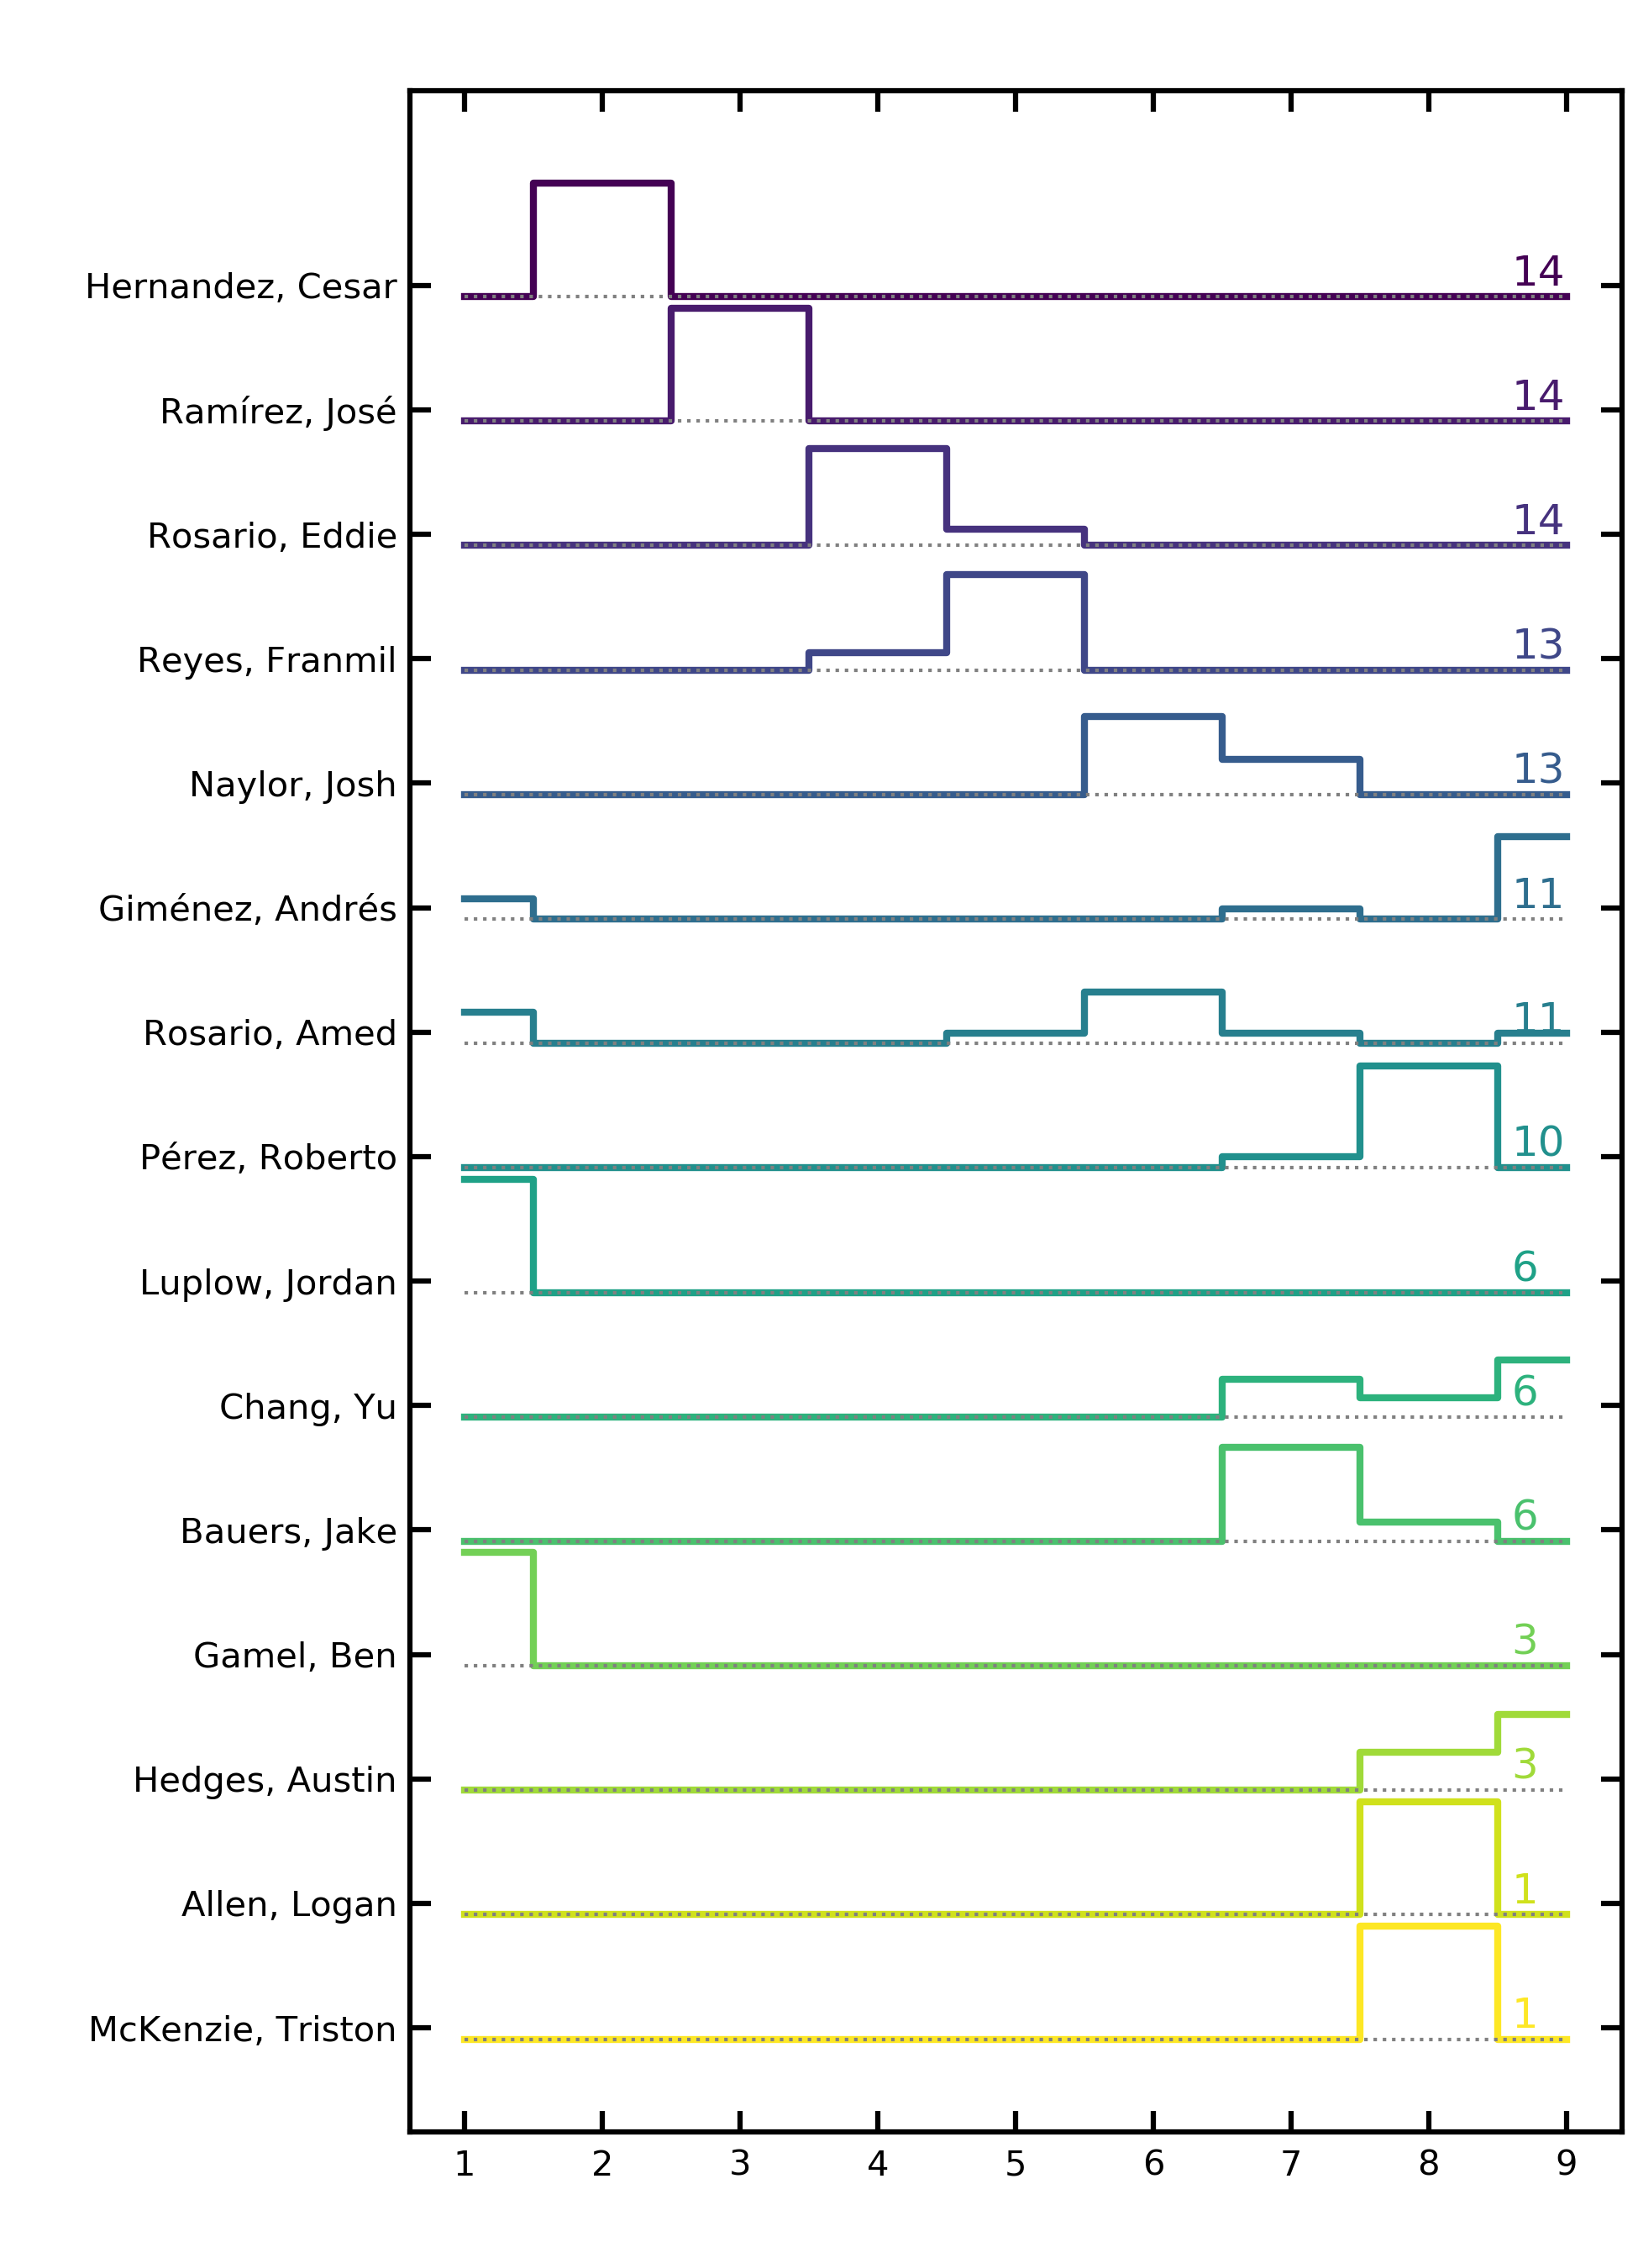 Hernandez, Cesar 14
Ramírez, José 14
Rosario, Eddie 14
Reyes, Franmil 13
Naylor, Josh 13
Giménez, Andrés 11
Rosario, Amed 11
Pérez, Roberto 10
Luplow, Jordan 6
Chang, Yu 6
Bauers, Jake 6
Gamel, Ben 3
Hedges, Austin 3
Allen, Logan 1
McKenzie, Triston 1
1 2 3 4 5 6 7 8 9